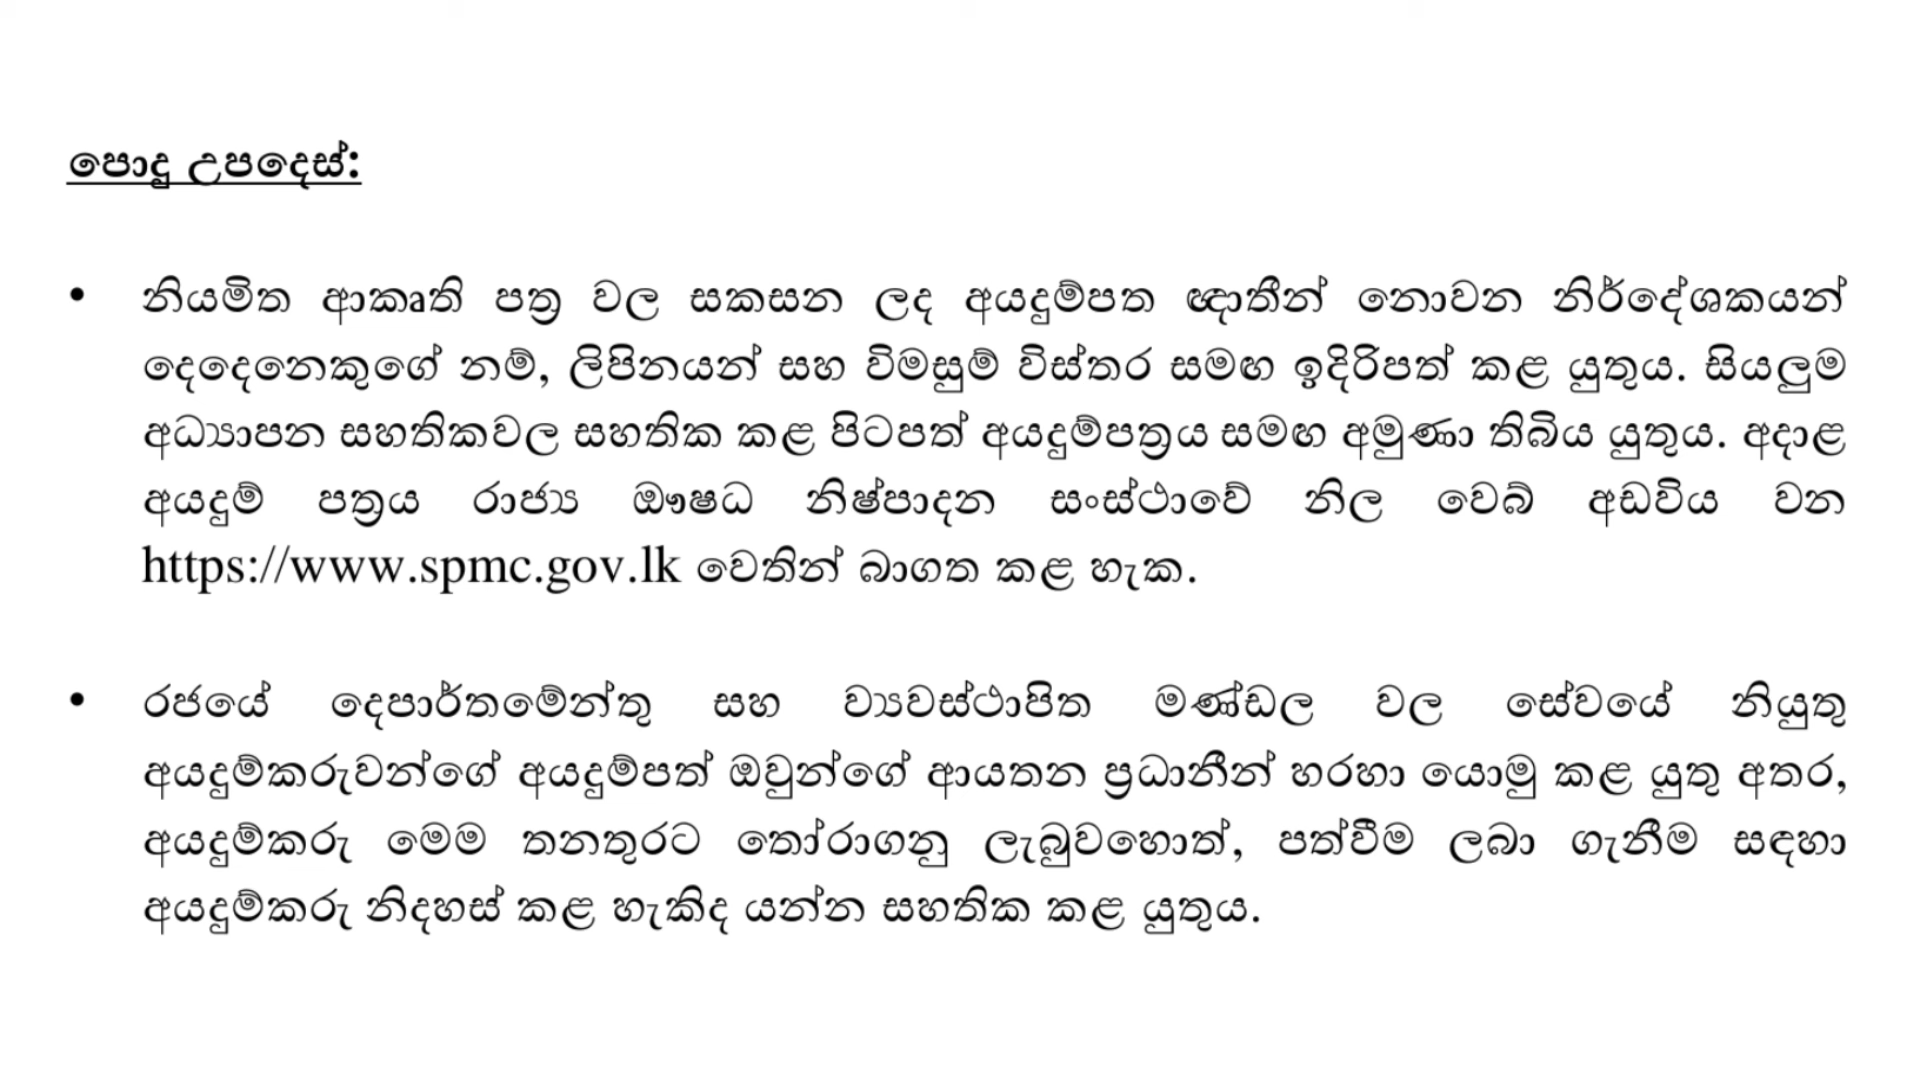 පොදු උපදෙස්:
• නියමිත ආකෘති පත්‍ර වල සකසන ලද අයදුම්පත ඥාතීන් නොවන නිර්දේශකයන්
දෙදෙනෙකුගේ නම්, ලිපිනයන් සහ විමසුම් විස්තර සමඟ ඉදිරිපත් කළ යුතුය. සියලුම
අධ්‍යාපන සහතිකවල සහතික කළ පිටපත් අයදුම්පත්‍රය සමඟ අමුණා තිබිය යුතුය. අදාළ
අයදුම් පත්‍රය රාජ්‍ය ඖෂධ නිෂ්පාදන සංස්ථාවේ නිල වෙබ් අඩවිය වන
https://www.spmc.gov.lk වෙතින් බාගත කළ හැක.
• රජයේ දෙපාර්තමේන්තු සහ ව්‍යවස්ථාපිත මණ්ඩල වල සේවයේ නියුතු
අයදුම්කරුවන්ගේ අයදුම්පත් ඔවුන්ගේ ආයතන ප්‍රධානීන් හරහා යොමු කළ යුතු අතර,
අයදුම්කරු මෙම තනතුරට තෝරාගනු ලැබුවහොත්, පත්වීම ලබා ගැනීම සඳහා
අයදුම්කරු නිදහස් කළ හැකිද යන්න සහතික කළ යුතුය.